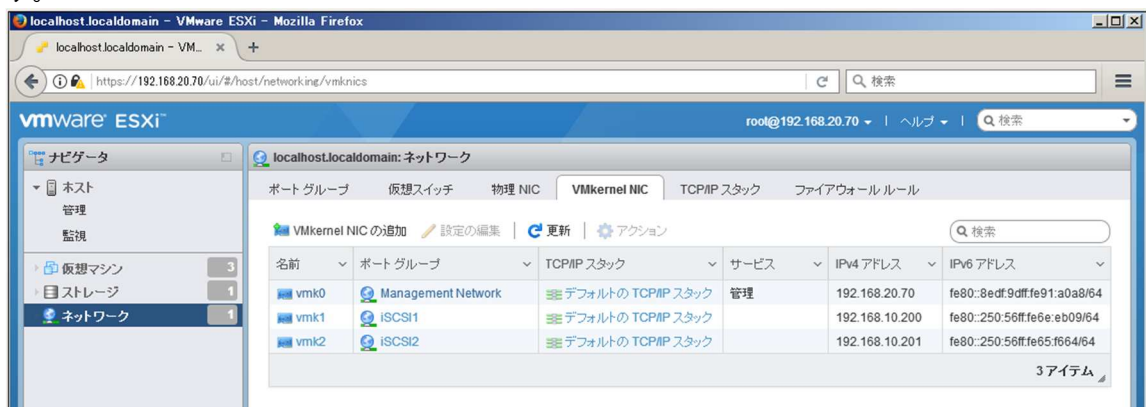 localhost.localdomain - VMware ESXi - Mozilla Firefox
localhost.localdomain - VM...
https://192.168.20.70/ui/#/host/networking/vmknics
検索
vmware ESXi™
root@192.168.20.70 | ヘルプ | 検索
ナビゲータ
ホスト
管理
監視
仮想マシン 3
ストレージ 1
ネットワーク 1
localhost.localdomain: ネットワーク
ポート グループ 仮想スイッチ 物理 NIC VMkernel NIC TCP/IP スタック ファイアウォール ルール
VMkernel NIC の追加 設定の編集 | 更新 | アクション 検索
名前 ポート グループ TCP/IP スタック サービス IPv4 アドレス IPv6 アドレス
vmk0 Management Network デフォルトの TCP/IP スタック 管理 192.168.20.70 fe80::8edf:9dff:fe91:a0a8/64
vmk1 iSCSI1 デフォルトの TCP/IP スタック 192.168.10.200 fe80::250:56ff:fe6e:eb09/64
vmk2 iSCSI2 デフォルトの TCP/IP スタック 192.168.10.201 fe80::250:56ff:fe65:f664/64
3 アイテム